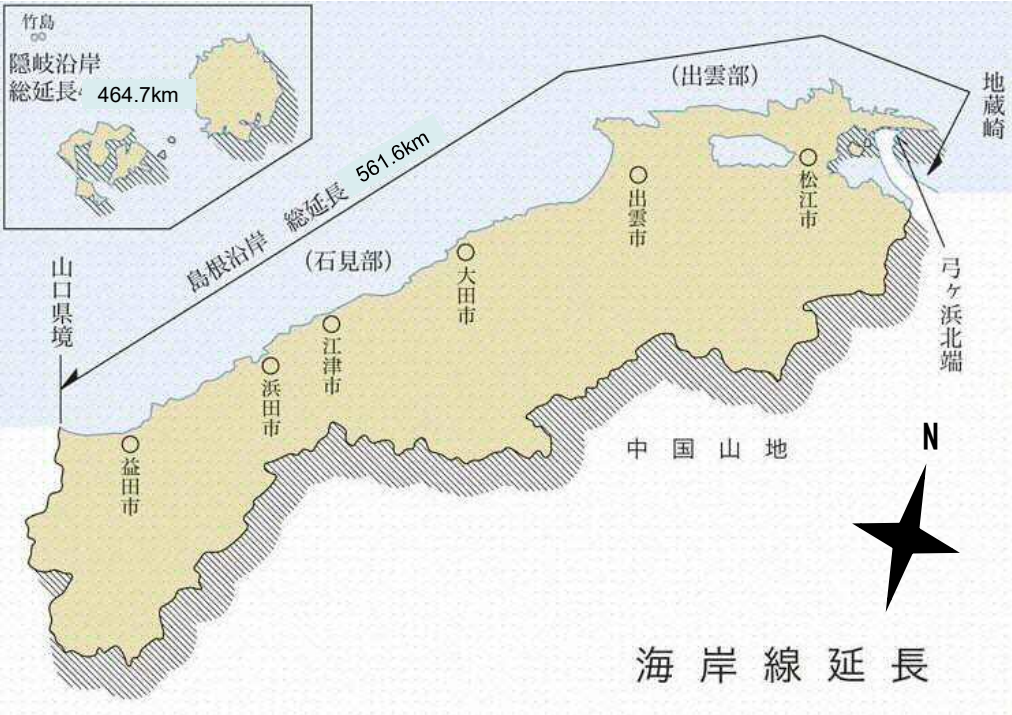 竹島
隠岐沿岸
総延長
464.7km
(出雲部)
地蔵崎
島根沿岸 総延長 561.6km
(石見部)
松江市
出雲市
大田市
江津市
浜田市
益田市
山口県境
弓ヶ浜北端
中国山地
N
海岸線延長